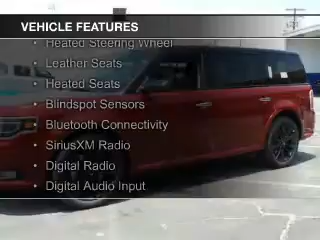 VEHICLE FEATURES
• Heated Steering Wheel
• Leather Seats
• Heated Seats
• Blindspot Sensors
• Bluetooth Connectivity
• SiriusXM Radio
• Digital Radio
• Digital Audio Input